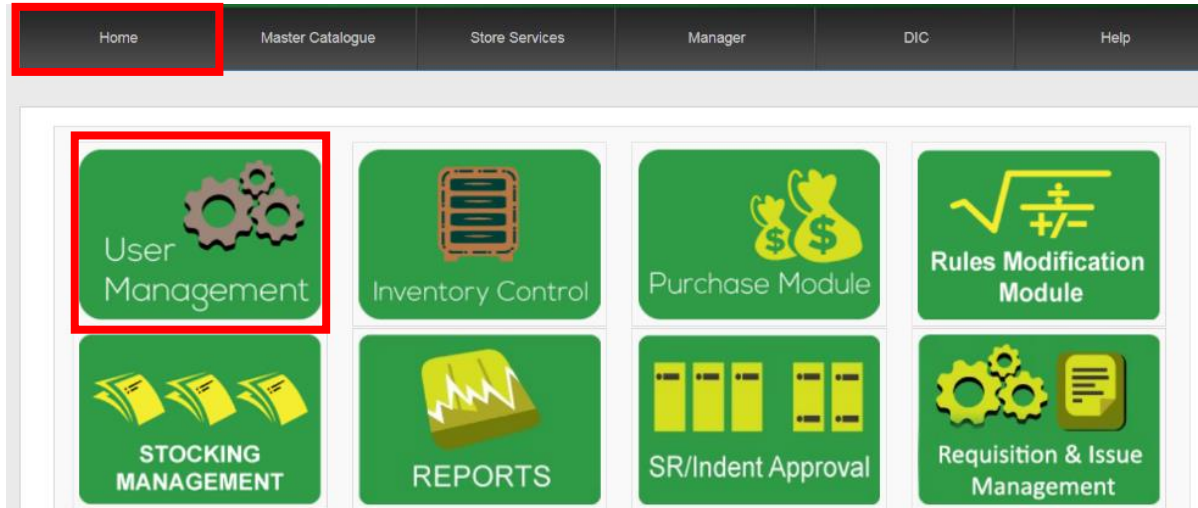 Home
Master Catalogue
Store Services
Manager
DIC
Help
User
Management
Inventory Control
$ $
Purchase Module
÷
+/-
Rules Modification
Module
STOCKING
MANAGEMENT
REPORTS
SR/Indent Approval
Requisition & Issue
Management